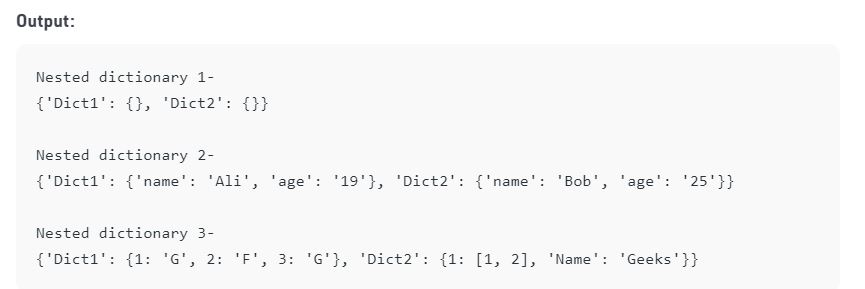 Output:
Nested dictionary 1-
{'Dict1': {}, 'Dict2': {}}
Nested dictionary 2-
{'Dict1': {'name': 'Ali', 'age': '19'}, 'Dict2': {'name': 'Bob', 'age': '25'}}
Nested dictionary 3-
{'Dict1': {1: 'G', 2: 'F', 3: 'G'}, 'Dict2': {1: [1, 2], 'Name': 'Geeks'}}